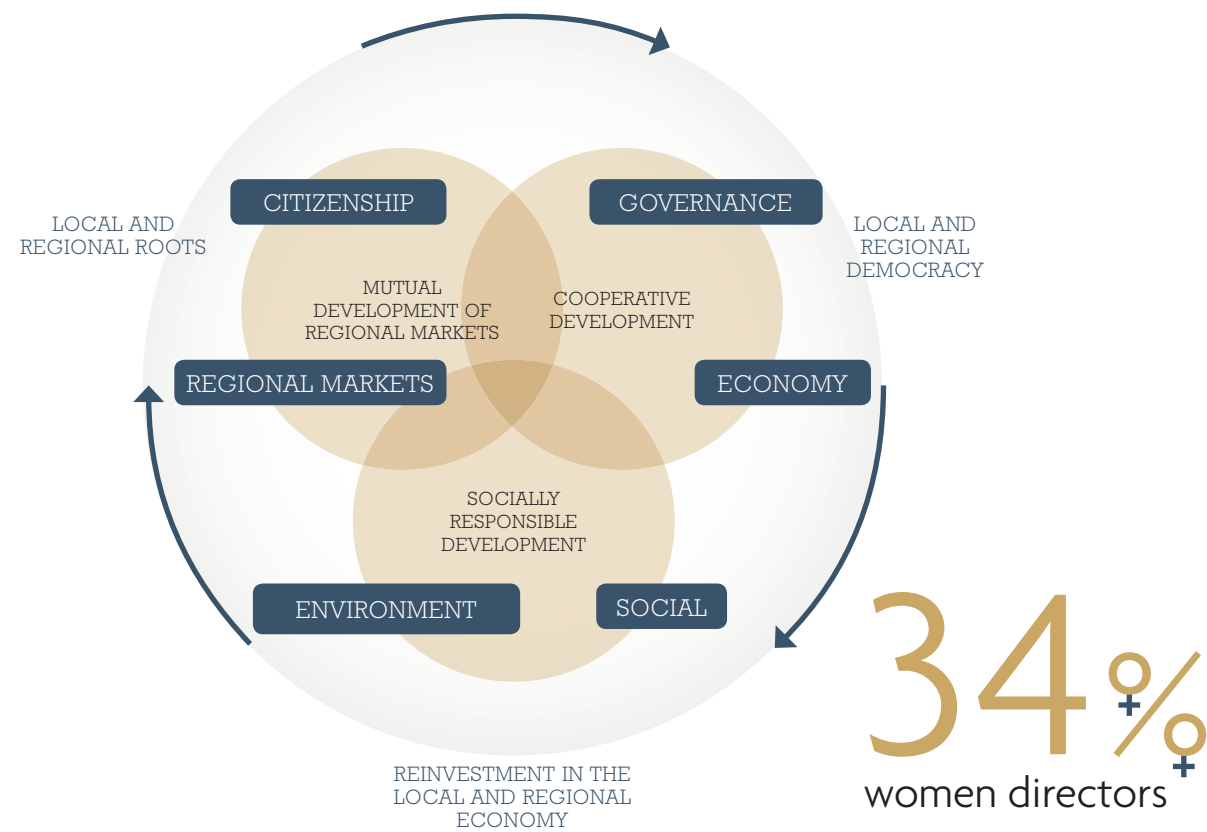 CITIZENSHIP
GOVERNANCE
LOCAL AND
REGIONAL ROOTS
LOCAL AND
REGIONAL
DEMOCRACY
MUTUAL
DEVELOPMENT OF
REGIONAL MARKETS
COOPERATIVE
DEVELOPMENT
REGIONAL MARKETS
ECONOMY
SOCIALLY
RESPONSIBLE
DEVELOPMENT
ENVIRONMENT
SOCIAL
34%
women directors
REINVESTMENT IN THE
LOCAL AND REGIONAL
ECONOMY